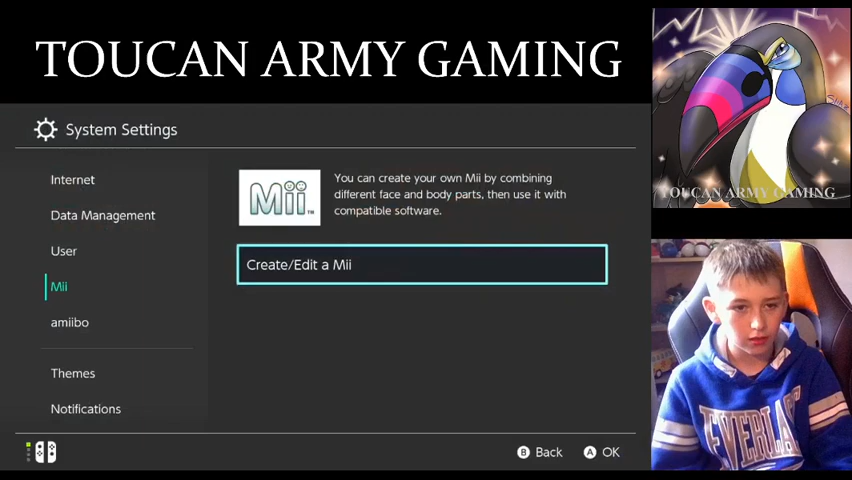 TOUCAN ARMY GAMING
System Settings
Internet
Data Management
User
Mii
amiibo
Themes
Notifications
Mii™
You can create your own Mii by combining
different face and body parts, then use it with
compatible software.
Create/Edit a Mii
B Back
A OK
TOUCAN ARMY GAMING
EVERLAST